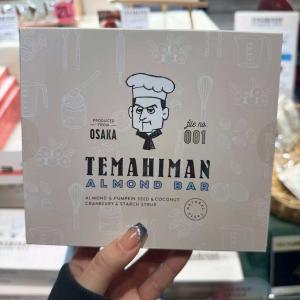 PRODUCED
FROM
OSAKA
file no.
001
TEMAHIMAN
ALMOND BAR
ALMOND & PUMPKIN SEED & COCONUT
CRANBERRY & STARCH SYRUP